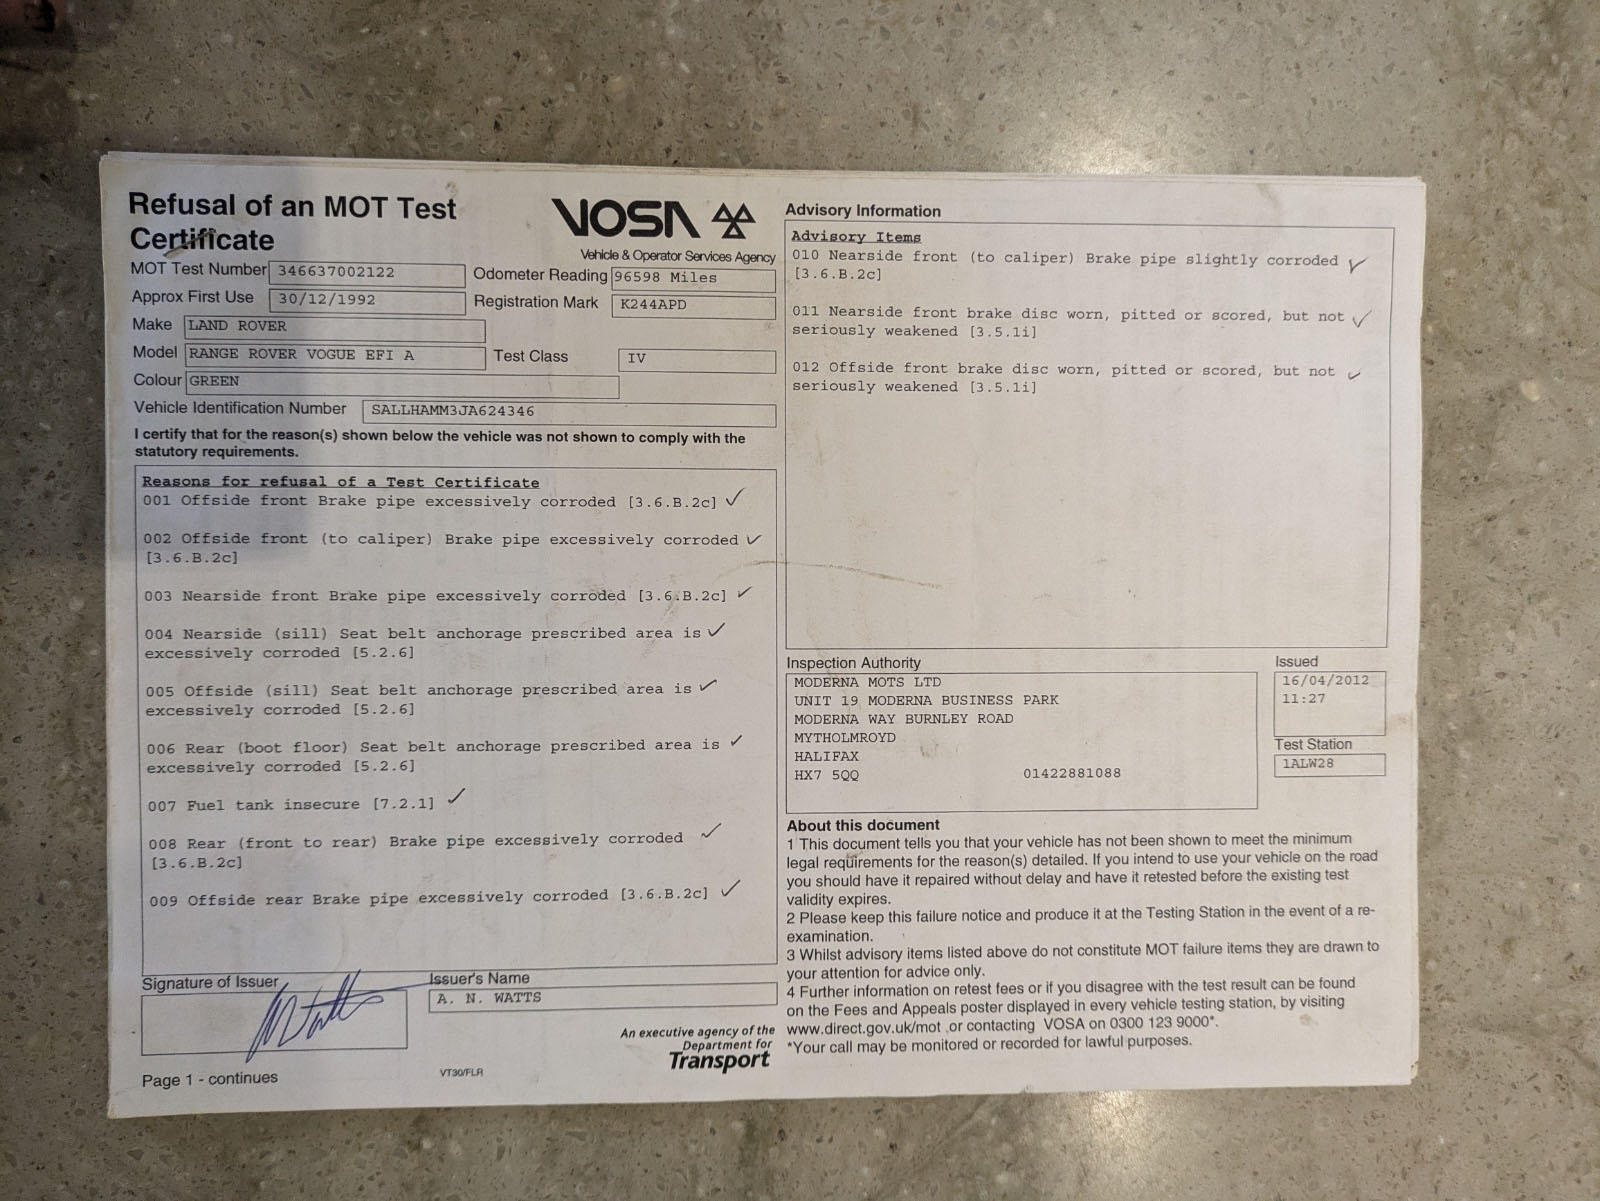 Refusal of an MOT Test
Certificate
VOSA
Vehicle & Operator Services Agency
MOT Test Number 346637002122
Odometer Reading 96598 Miles
Approx First Use 30/12/1992
Registration Mark K244APD
Make LAND ROVER
Model RANGE ROVER VOGUE EFI A
Test Class IV
Colour GREEN
Vehicle Identification Number SALLHAMM3JA624346
I certify that for the reason(s) shown below the vehicle was not shown to comply with the
statutory requirements.
Reasons for refusal of a Test Certificate
001 Offside front Brake pipe excessively corroded [3.6.B.2c] ✓
002 Offside front (to caliper) Brake pipe excessively corroded ✓
[3.6.B.2c]
003 Nearside front Brake pipe excessively corroded [3.6.B.2c] ✓
004 Nearside (sill) Seat belt anchorage prescribed area is ✓
excessively corroded [5.2.6]
005 Offside (sill) Seat belt anchorage prescribed area is ✓
excessively corroded [5.2.6]
006 Rear (boot floor) Seat belt anchorage prescribed area is ✓
excessively corroded [5.2.6]
007 Fuel tank insecure [7.2.1] ✓
008 Rear (front to rear) Brake pipe excessively corroded ✓
[3.6.B.2c]
009 Offside rear Brake pipe excessively corroded [3.6.B.2c] ✓
Signature of Issuer
Issuer's Name
A. N. WATTS
An executive agency of the
Department for
Transport
Page 1 - continues
VT30/FLR
Advisory Information
Advisory Items
010 Nearside front (to caliper) Brake pipe slightly corroded ✓
[3.6.B.2c]
011 Nearside front brake disc worn, pitted or scored, but not ✓
seriously weakened [3.5.1i]
012 Offside front brake disc worn, pitted or scored, but not ✓
seriously weakened [3.5.1i]
Inspection Authority
MODERNA MOTS LTD
UNIT 19 MODERNA BUSINESS PARK
MODERNA WAY BURNLEY ROAD
MYTHOLMROYD
HALIFAX
HX7 5QQ 01422881088
Issued
16/04/2012
11:27
Test Station
1ALW28
About this document
1 This document tells you that your vehicle has not been shown to meet the minimum
legal requirements for the reason(s) detailed. If you intend to use your vehicle on the road
you should have it repaired without delay and have it retested before the existing test
validity expires.
2 Please keep this failure notice and produce it at the Testing Station in the event of a re-
examination.
3 Whilst advisory items listed above do not constitute MOT failure items they are drawn to
your attention for advice only.
4 Further information on retest fees or if you disagree with the test result can be found
on the Fees and Appeals poster displayed in every vehicle testing station, by visiting
www.direct.gov.uk/mot ,or contacting VOSA on 0300 123 9000*.
*Your call may be monitored or recorded for lawful purposes.